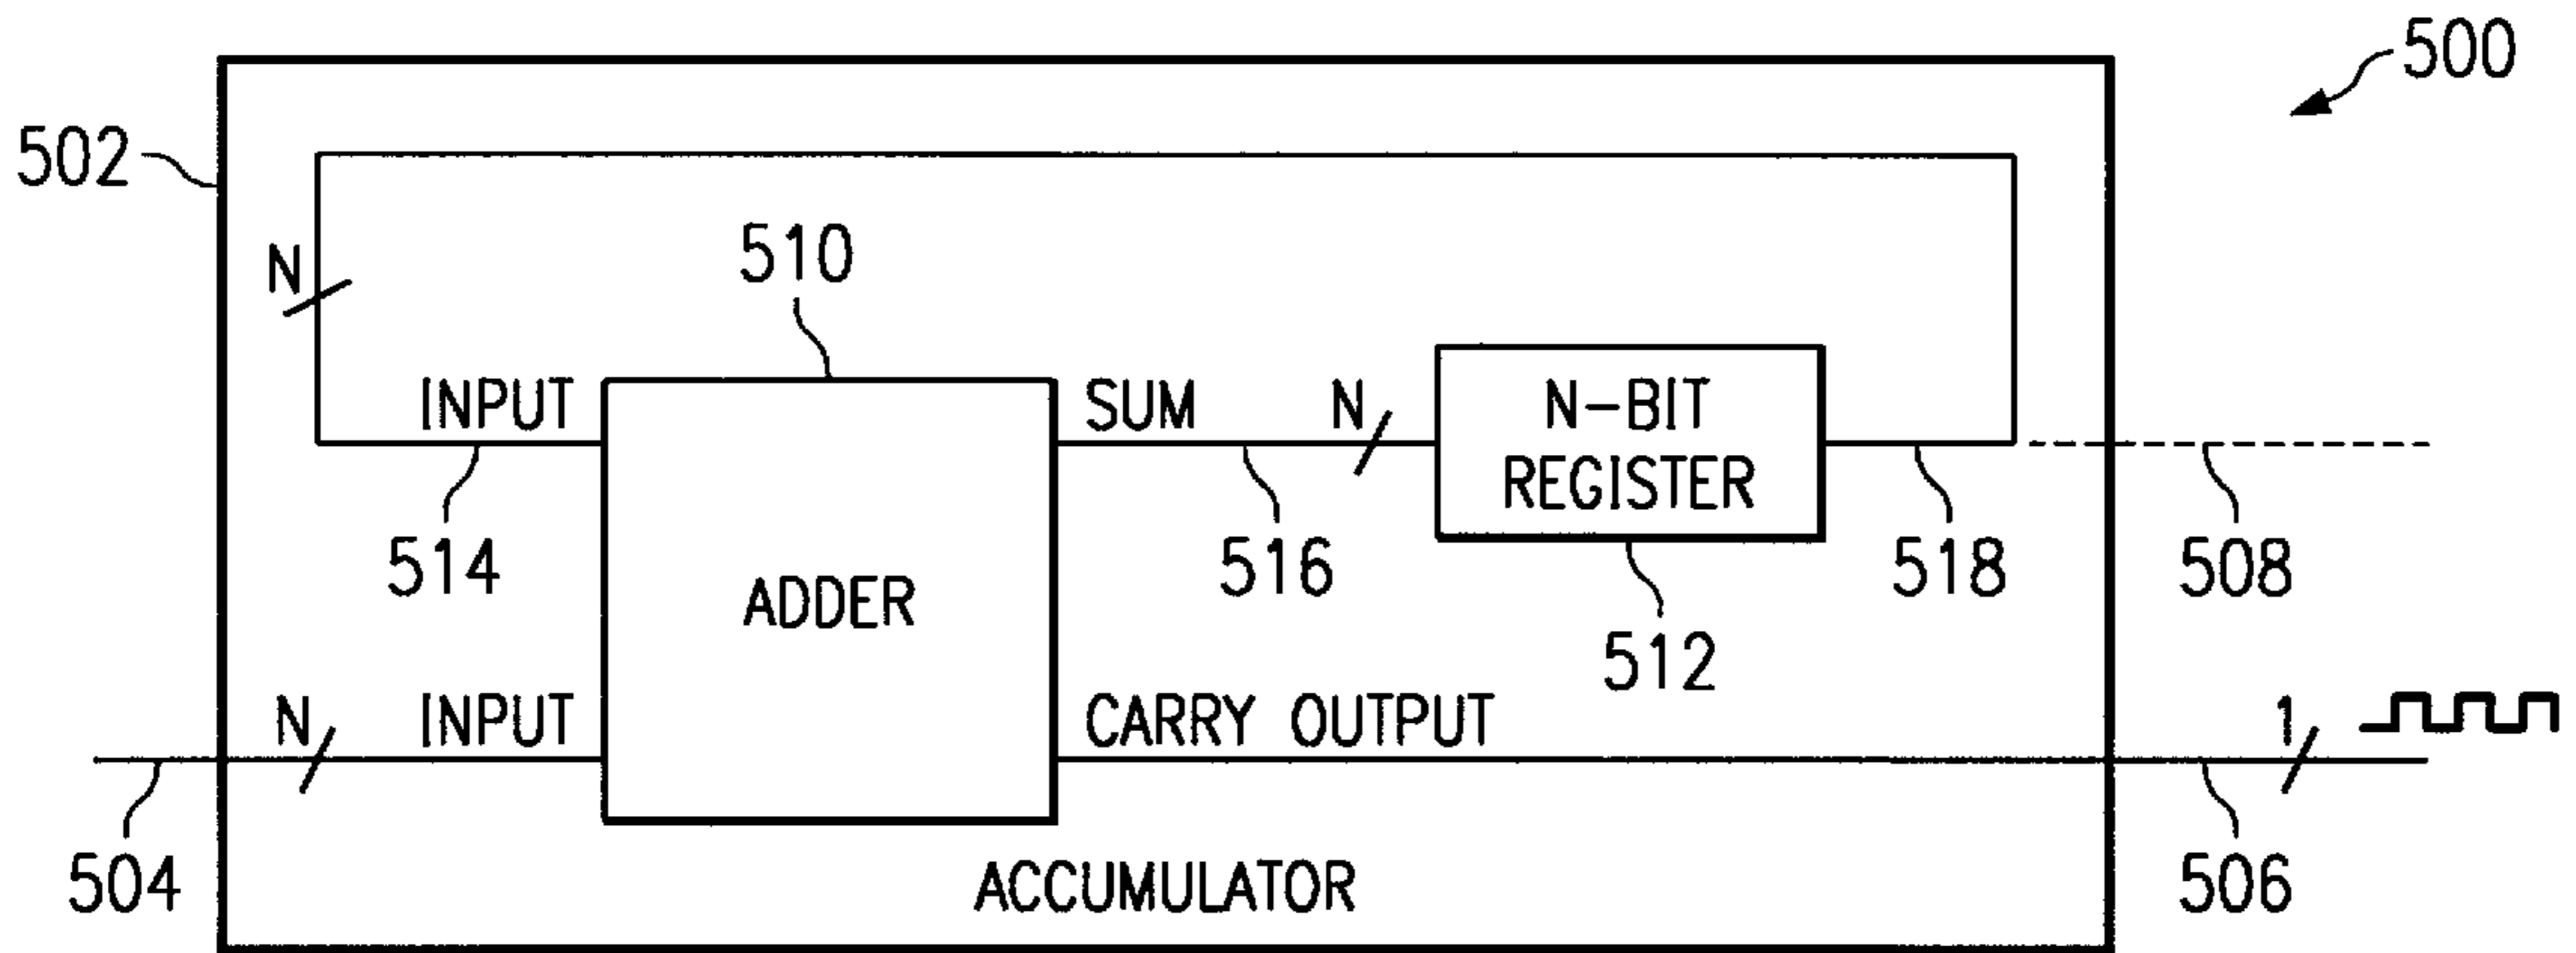 500
502
N
510
INPUT
SUM
N
N-BIT
REGISTER
514
516
518
508
ADDER
512
N
INPUT
CARRY OUTPUT
1
504
ACCUMULATOR
506